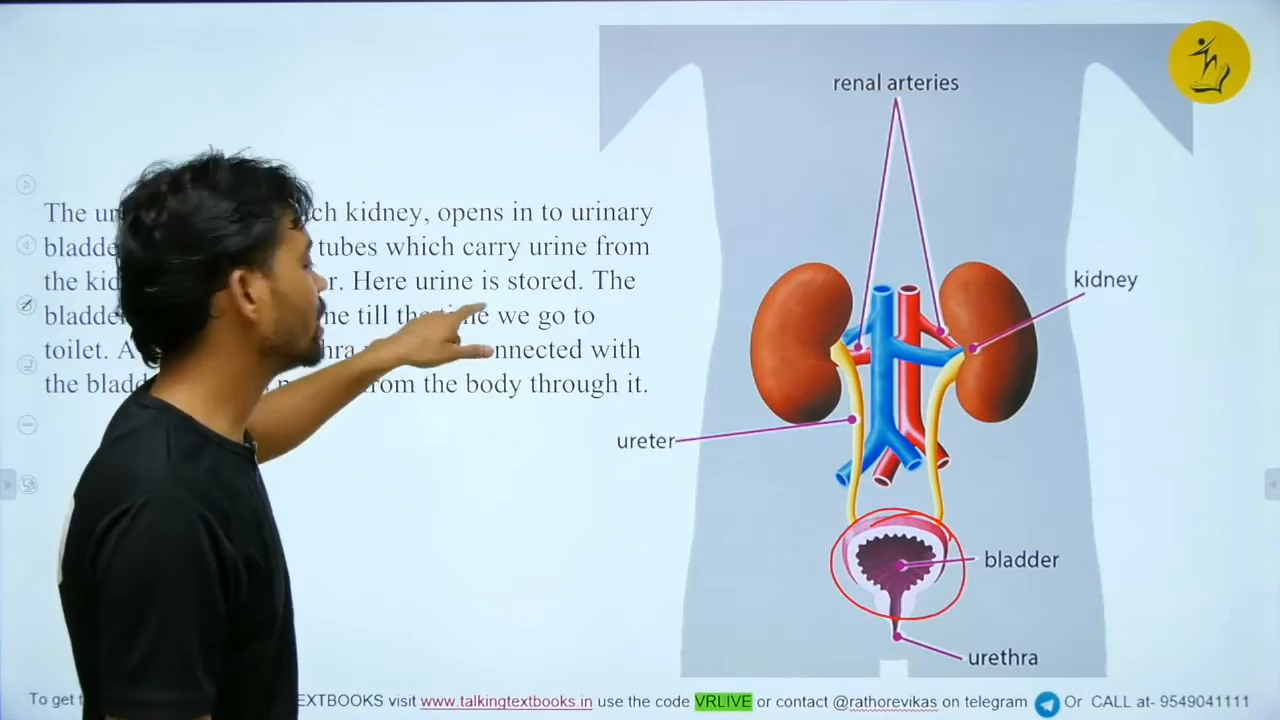 renal arteries
The ur ch kidney, opens in to urinary
bladde tubes which carry urine from
the kid r. Here urine is stored. The
bladde ne till the time we go to
toilet. A nnected with
the bladd from the body through it.
kidney
ureter
bladder
urethra
To get EXTBOOKS visit www.talkingtextbooks.in use the code VRLIVE or contact @rathorevikas on telegram Or CALL at- 9549041111